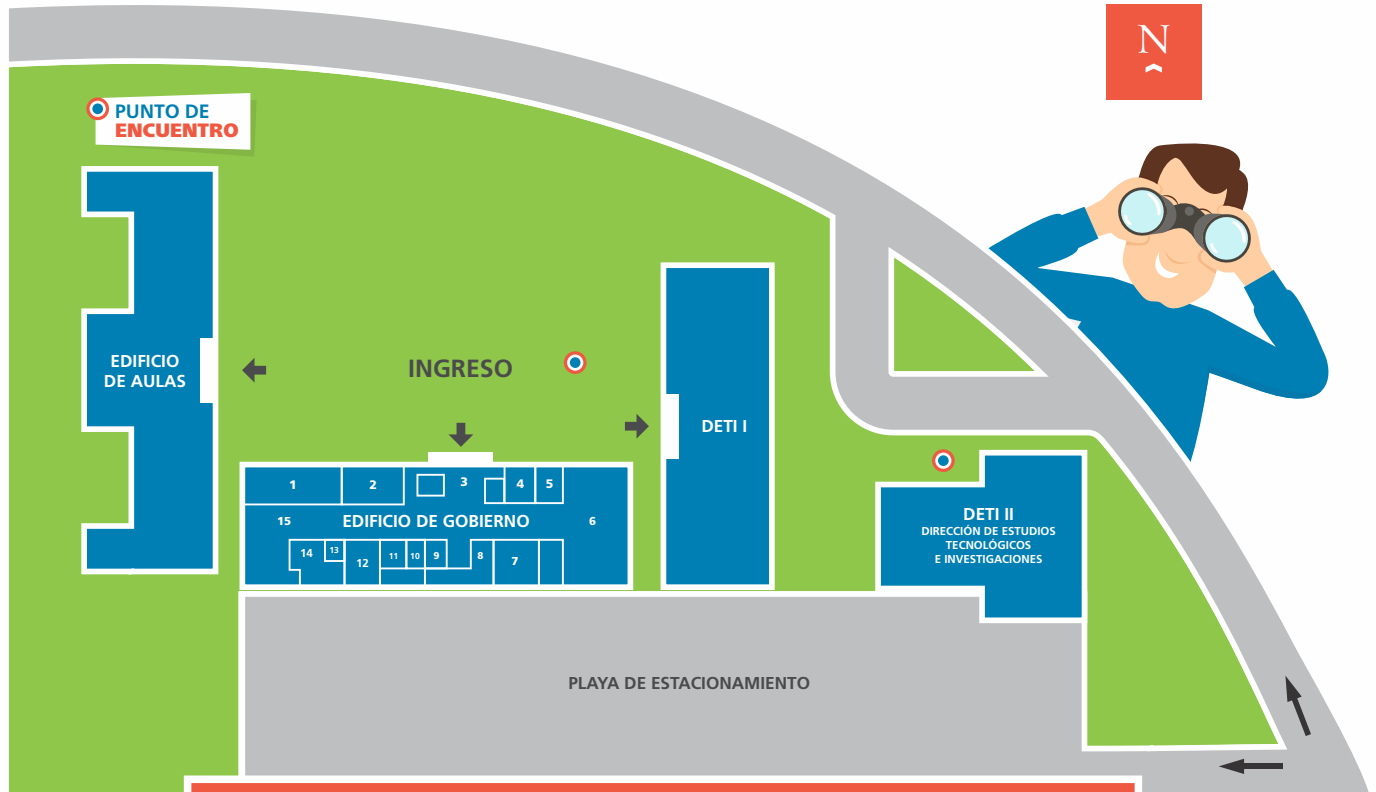 N
PUNTO DE
ENCUENTRO
EDIFICIO
DE AULAS
INGRESO
DETI I
1
2
3
4
5
15
EDIFICIO DE GOBIERNO
6
14
13
12
11
10
9
8
7
DETI II
DIRECCIÓN DE ESTUDIOS
TECNOLÓGICOS
E INVESTIGACIONES
PLAYA DE ESTACIONAMIENTO